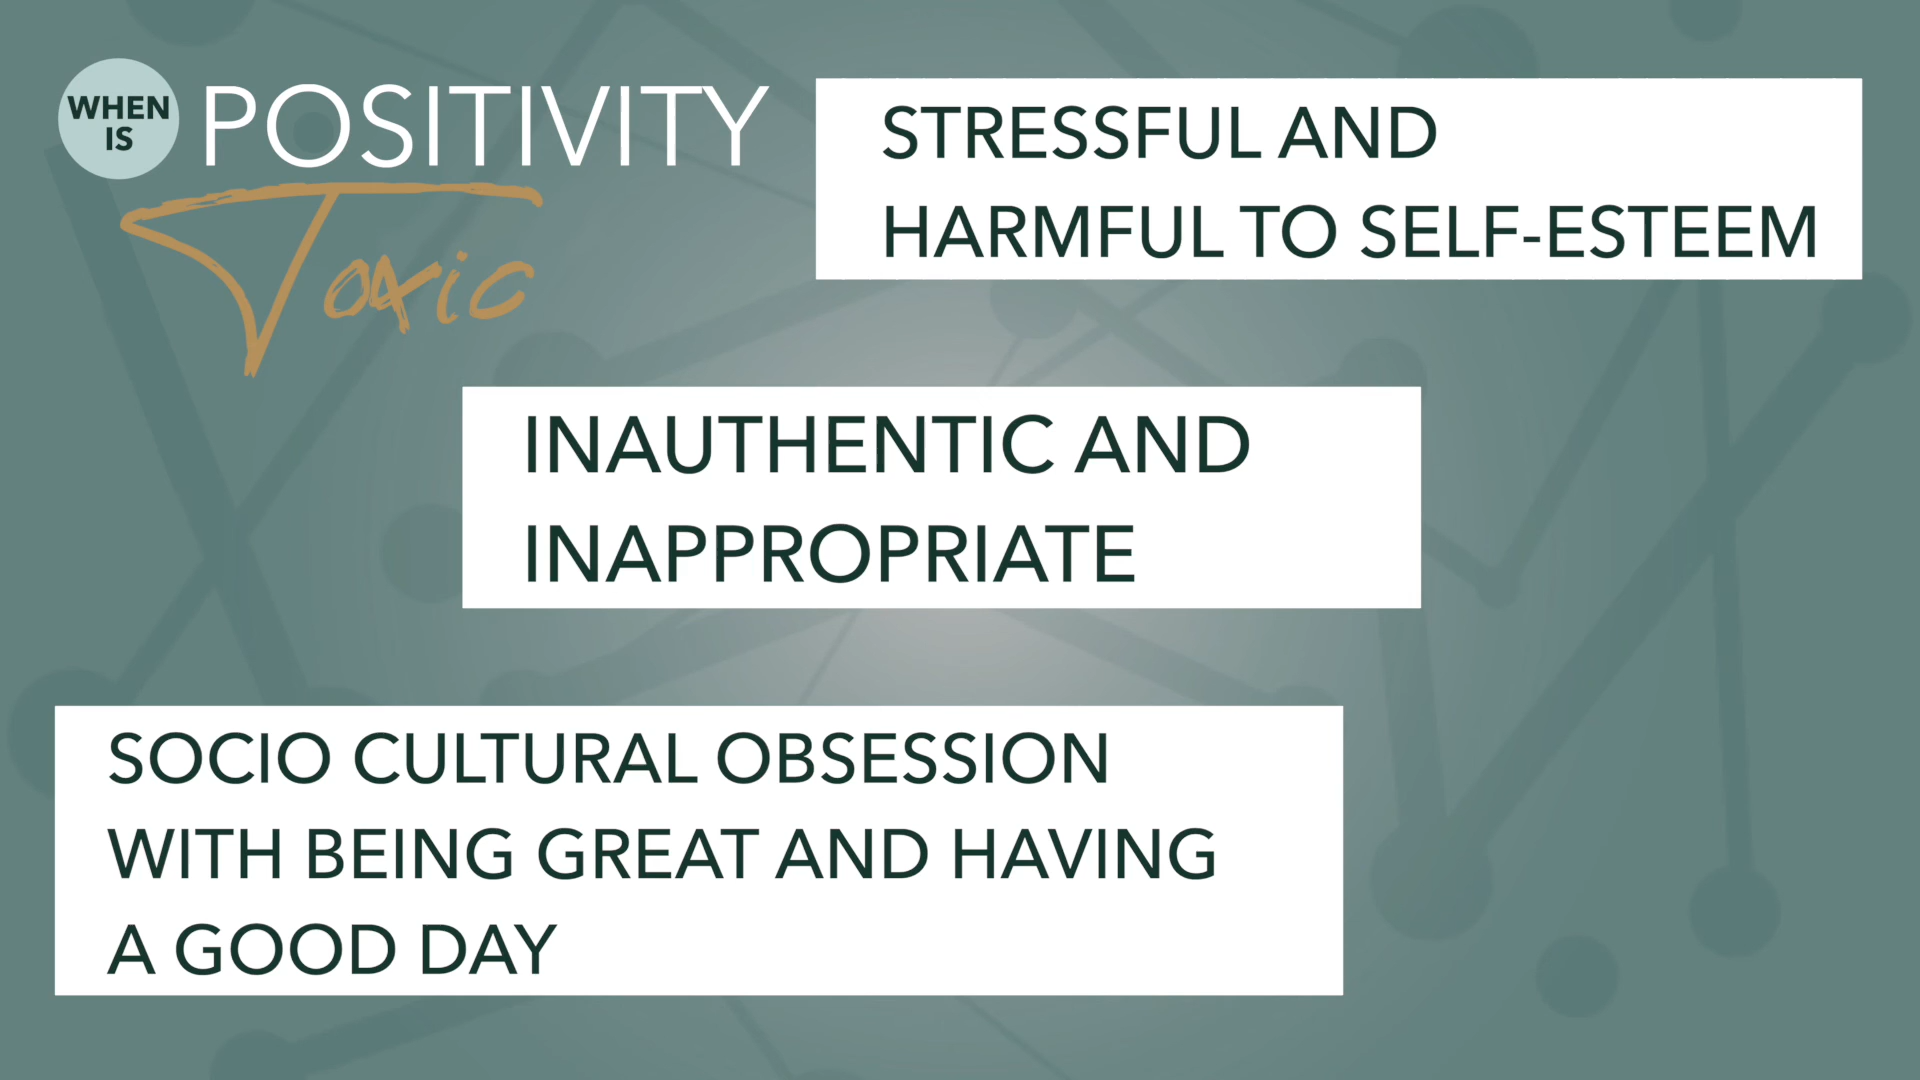 WHEN
IS
POSITIVITY
Toxic
STRESSFUL AND
HARMFUL TO SELF-ESTEEM
INAUTHENTIC AND
INAPPROPRIATE
SOCIO CULTURAL OBSESSION
WITH BEING GREAT AND HAVING
A GOOD DAY